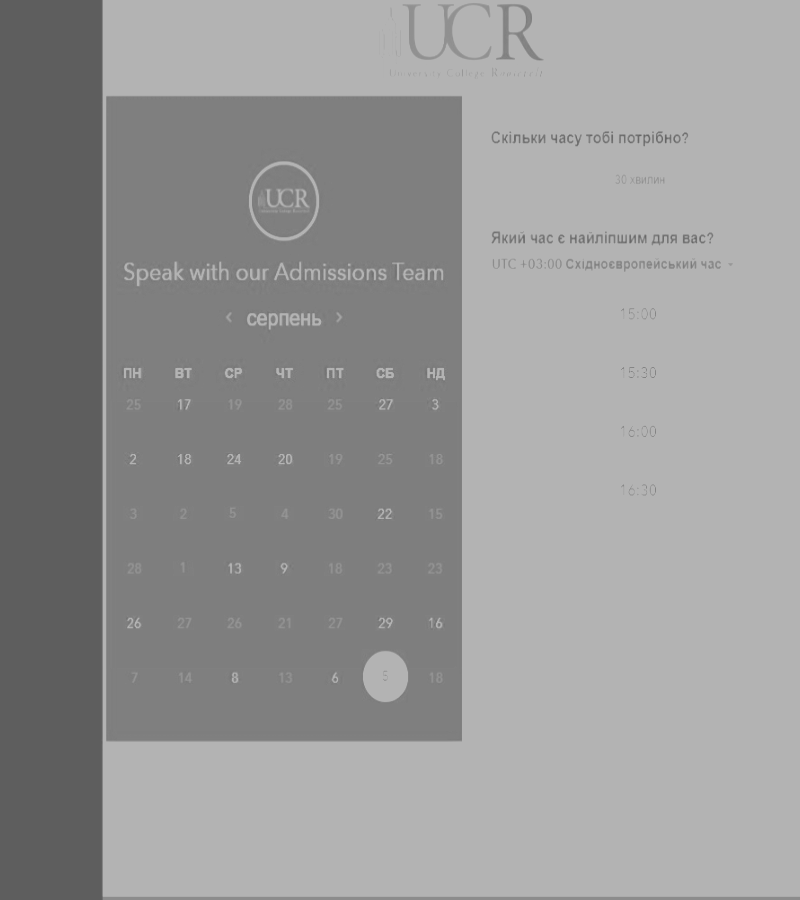 UCR
University College Roosevelt
UCR
Speak with our Admissions Team
‹ серпень ›
ПН ВТ СР ЧТ ПТ СБ НД
25 17 19 28 25 27 3
2 18 24 20 19 25 18
3 2 5 4 30 22 15
28 1 13 9 18 23 23
26 27 26 21 27 29 16
7 14 8 13 6 5 18
Скільки часу тобі потрібно?
30 хвилин
Який час є найліпшим для вас?
UTC +03:00 Східноєвропейський час
15:00
15:30
16:00
16:30